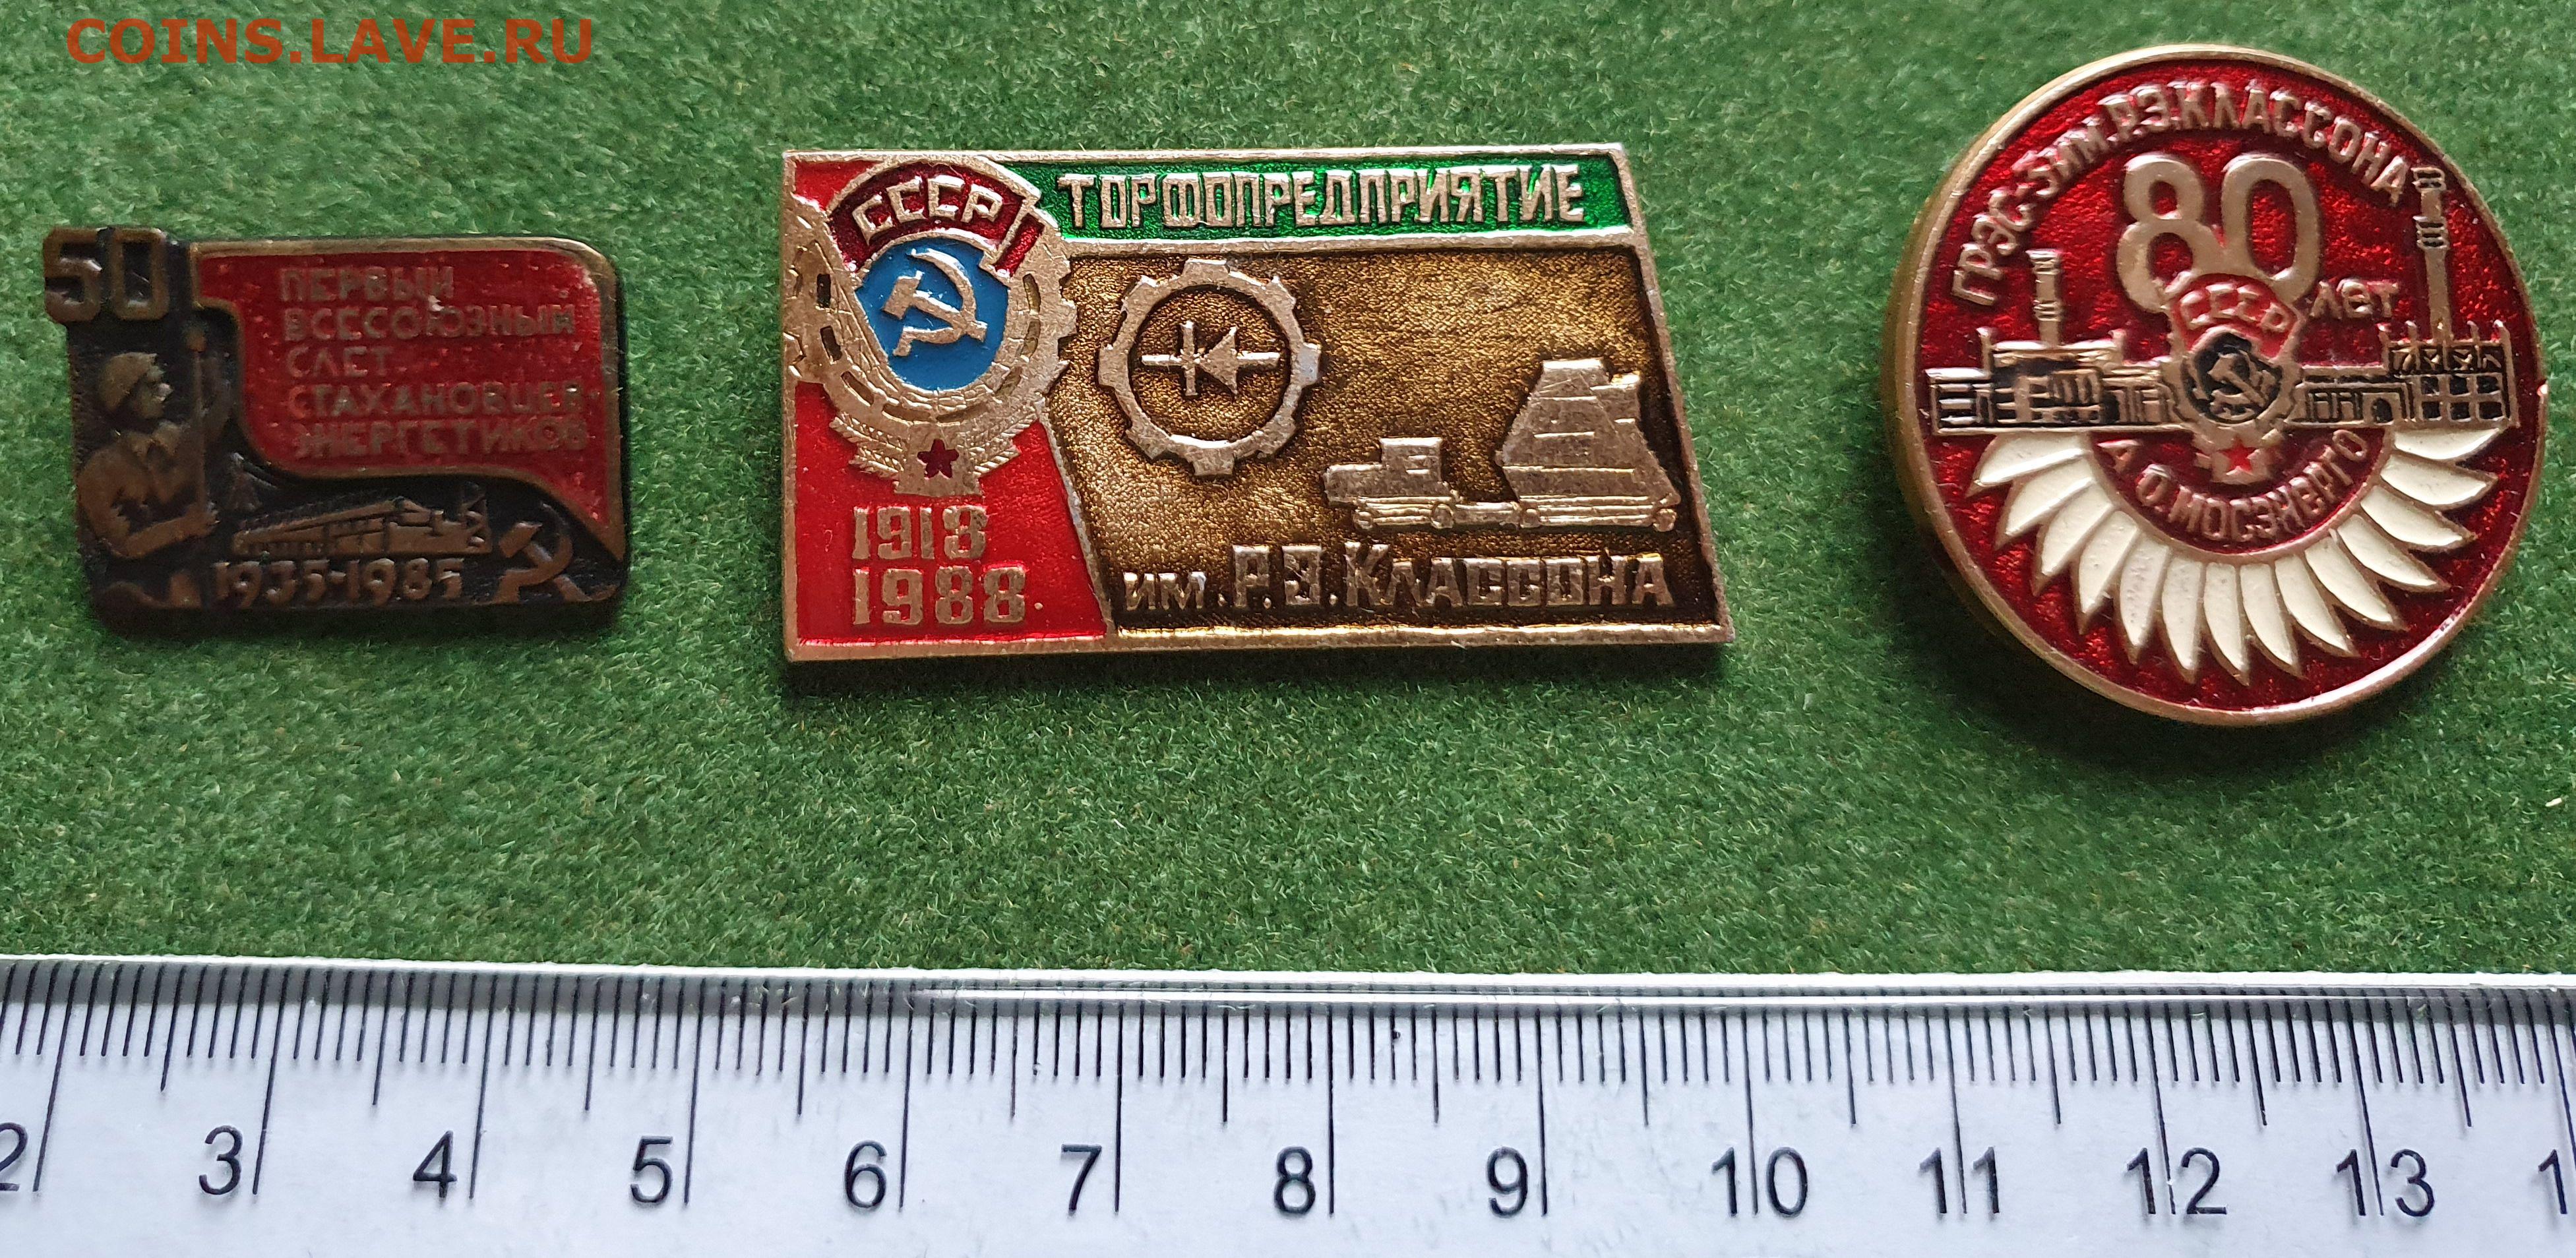 COINS.LAVE.RU
50
ПЕРВЫЙ
ВСЕСОЮЗНЫЙ
СЛЕТ
СТАХАНОВЦЕВ-
ЭНЕРГЕТИКОВ
1935-1985
СССР
ТОРФОПРЕДПРИЯТИЕ
1918
1988
ИМ. Р.Э. КЛАССОНА
ГРЭС-3 ИМ. Р.Э. КЛАССОНА
80
ЛЕТ
СССР
А.О. МОСЭНЕРГО
2 3 4 5 6 7 8 9 10 11 12 13 1